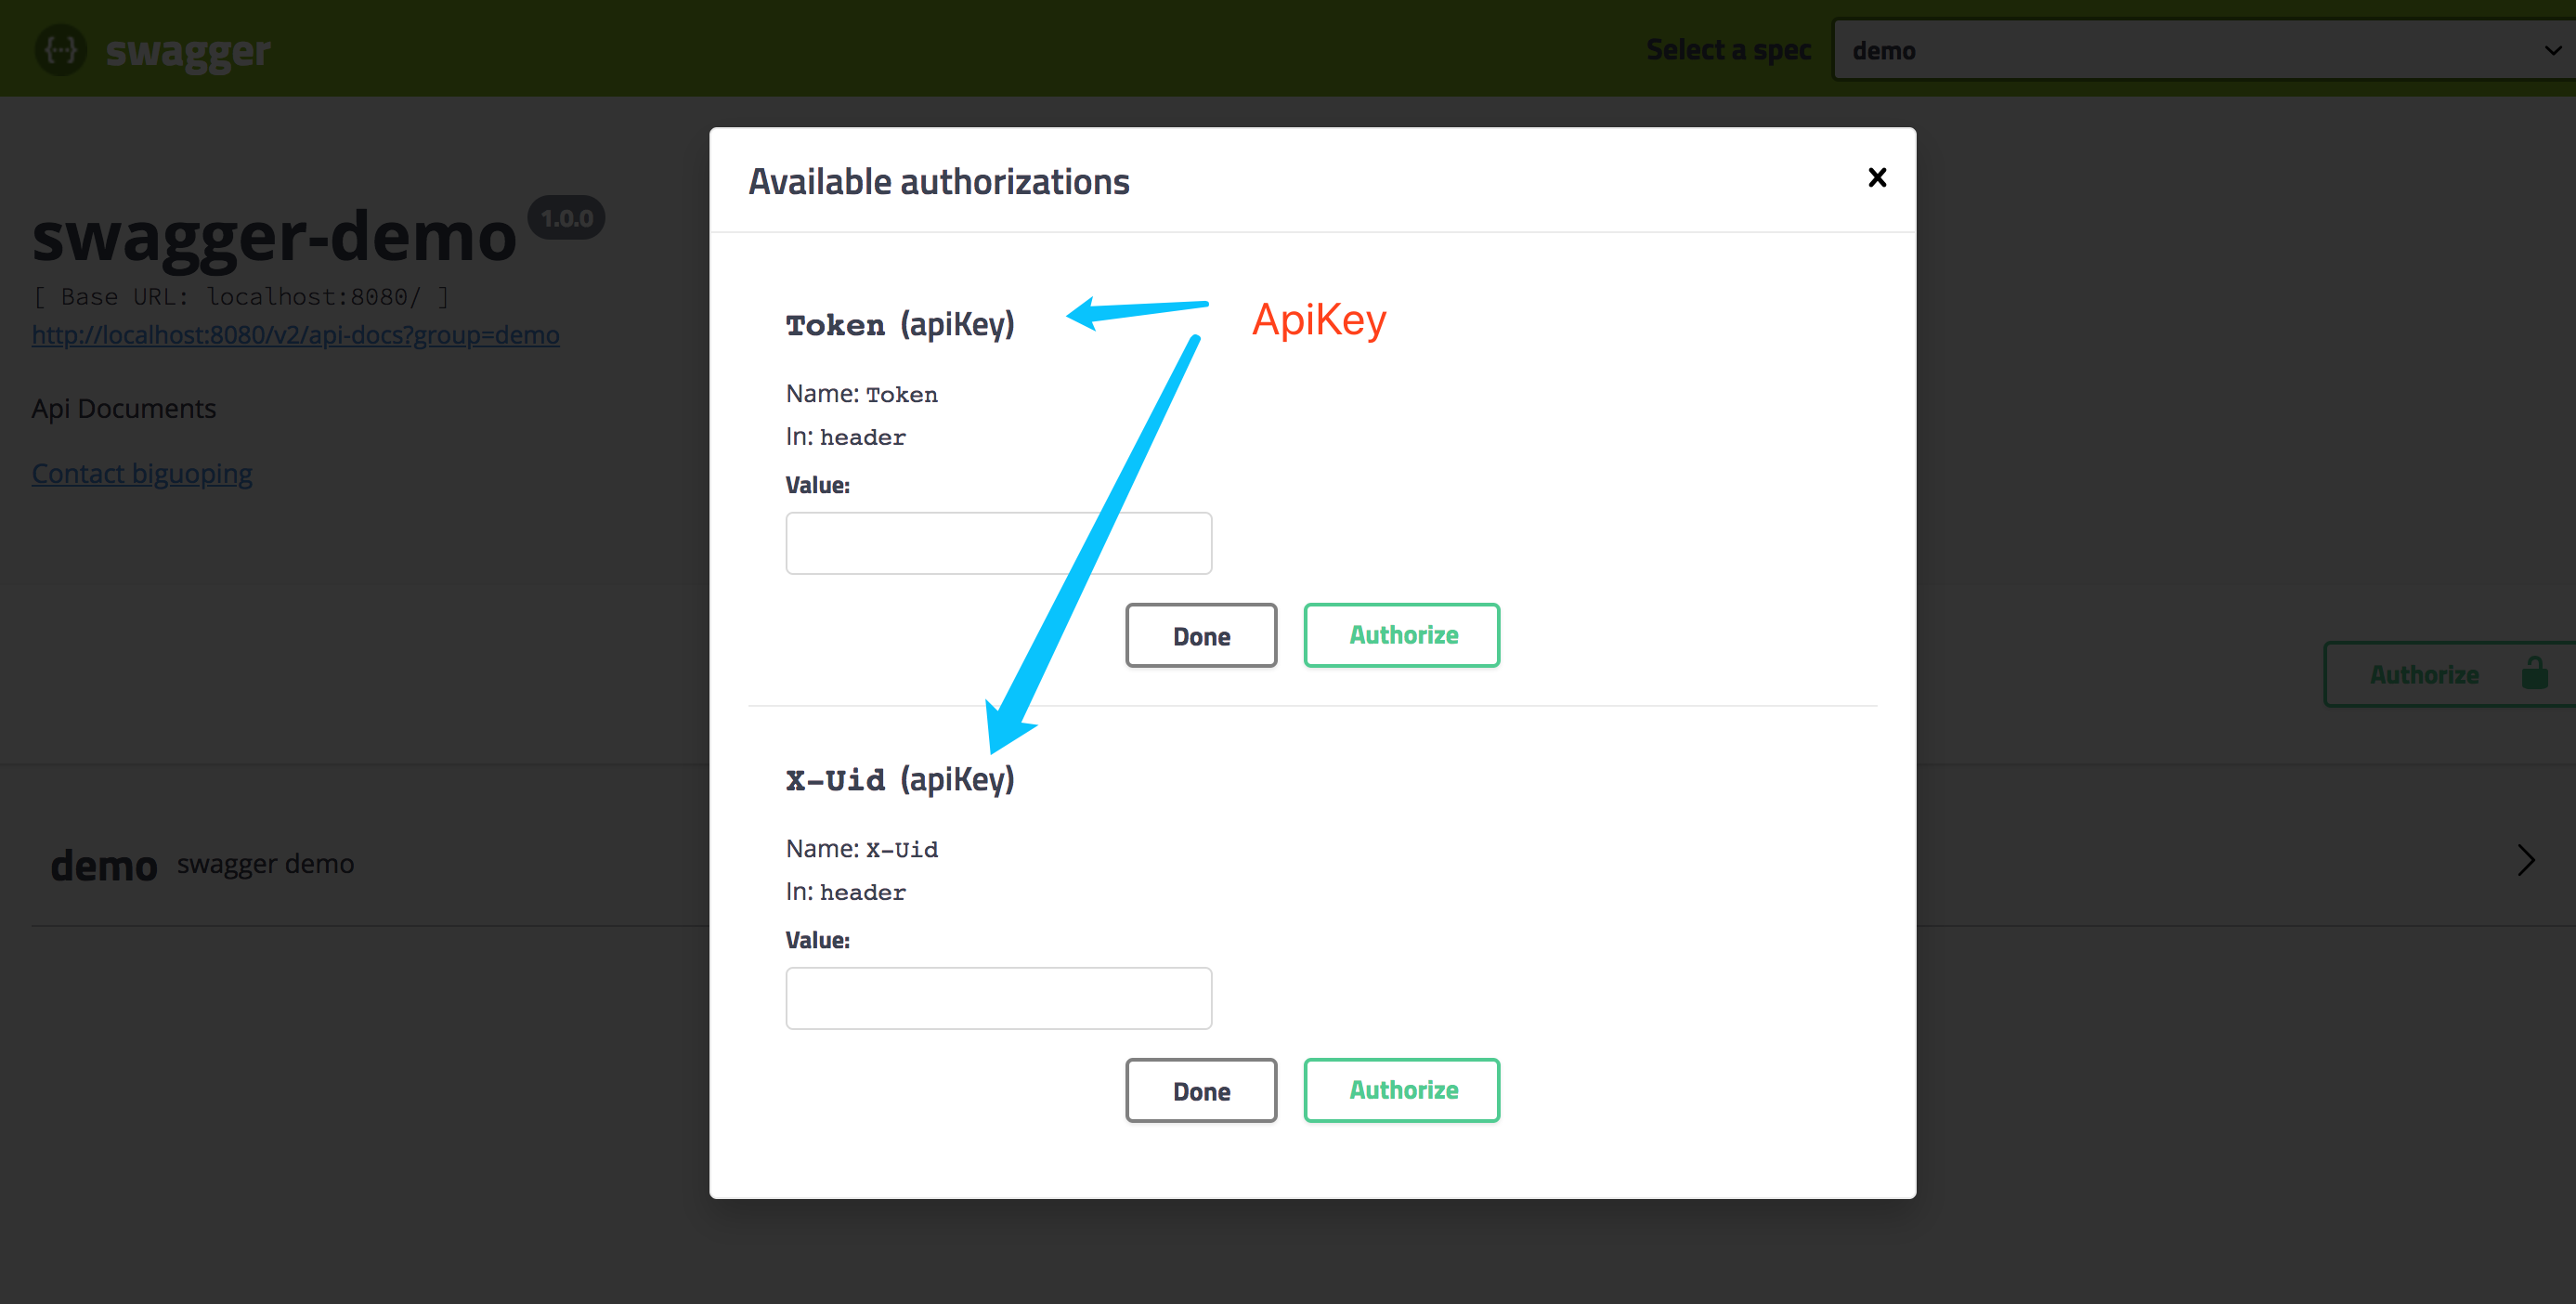 {...} swagger
Select a spec
demo
swagger-demo 1.0.0
[ Base URL: localhost:8080/ ]
http://localhost:8080/v2/api-docs?group=demo
Api Documents
Contact biguoping
Authorize
demo swagger demo
Available authorizations
Token (apiKey)
ApiKey
Name: Token
In: header
Value:
Done
Authorize
X-Uid (apiKey)
Name: X-Uid
In: header
Value:
Done
Authorize